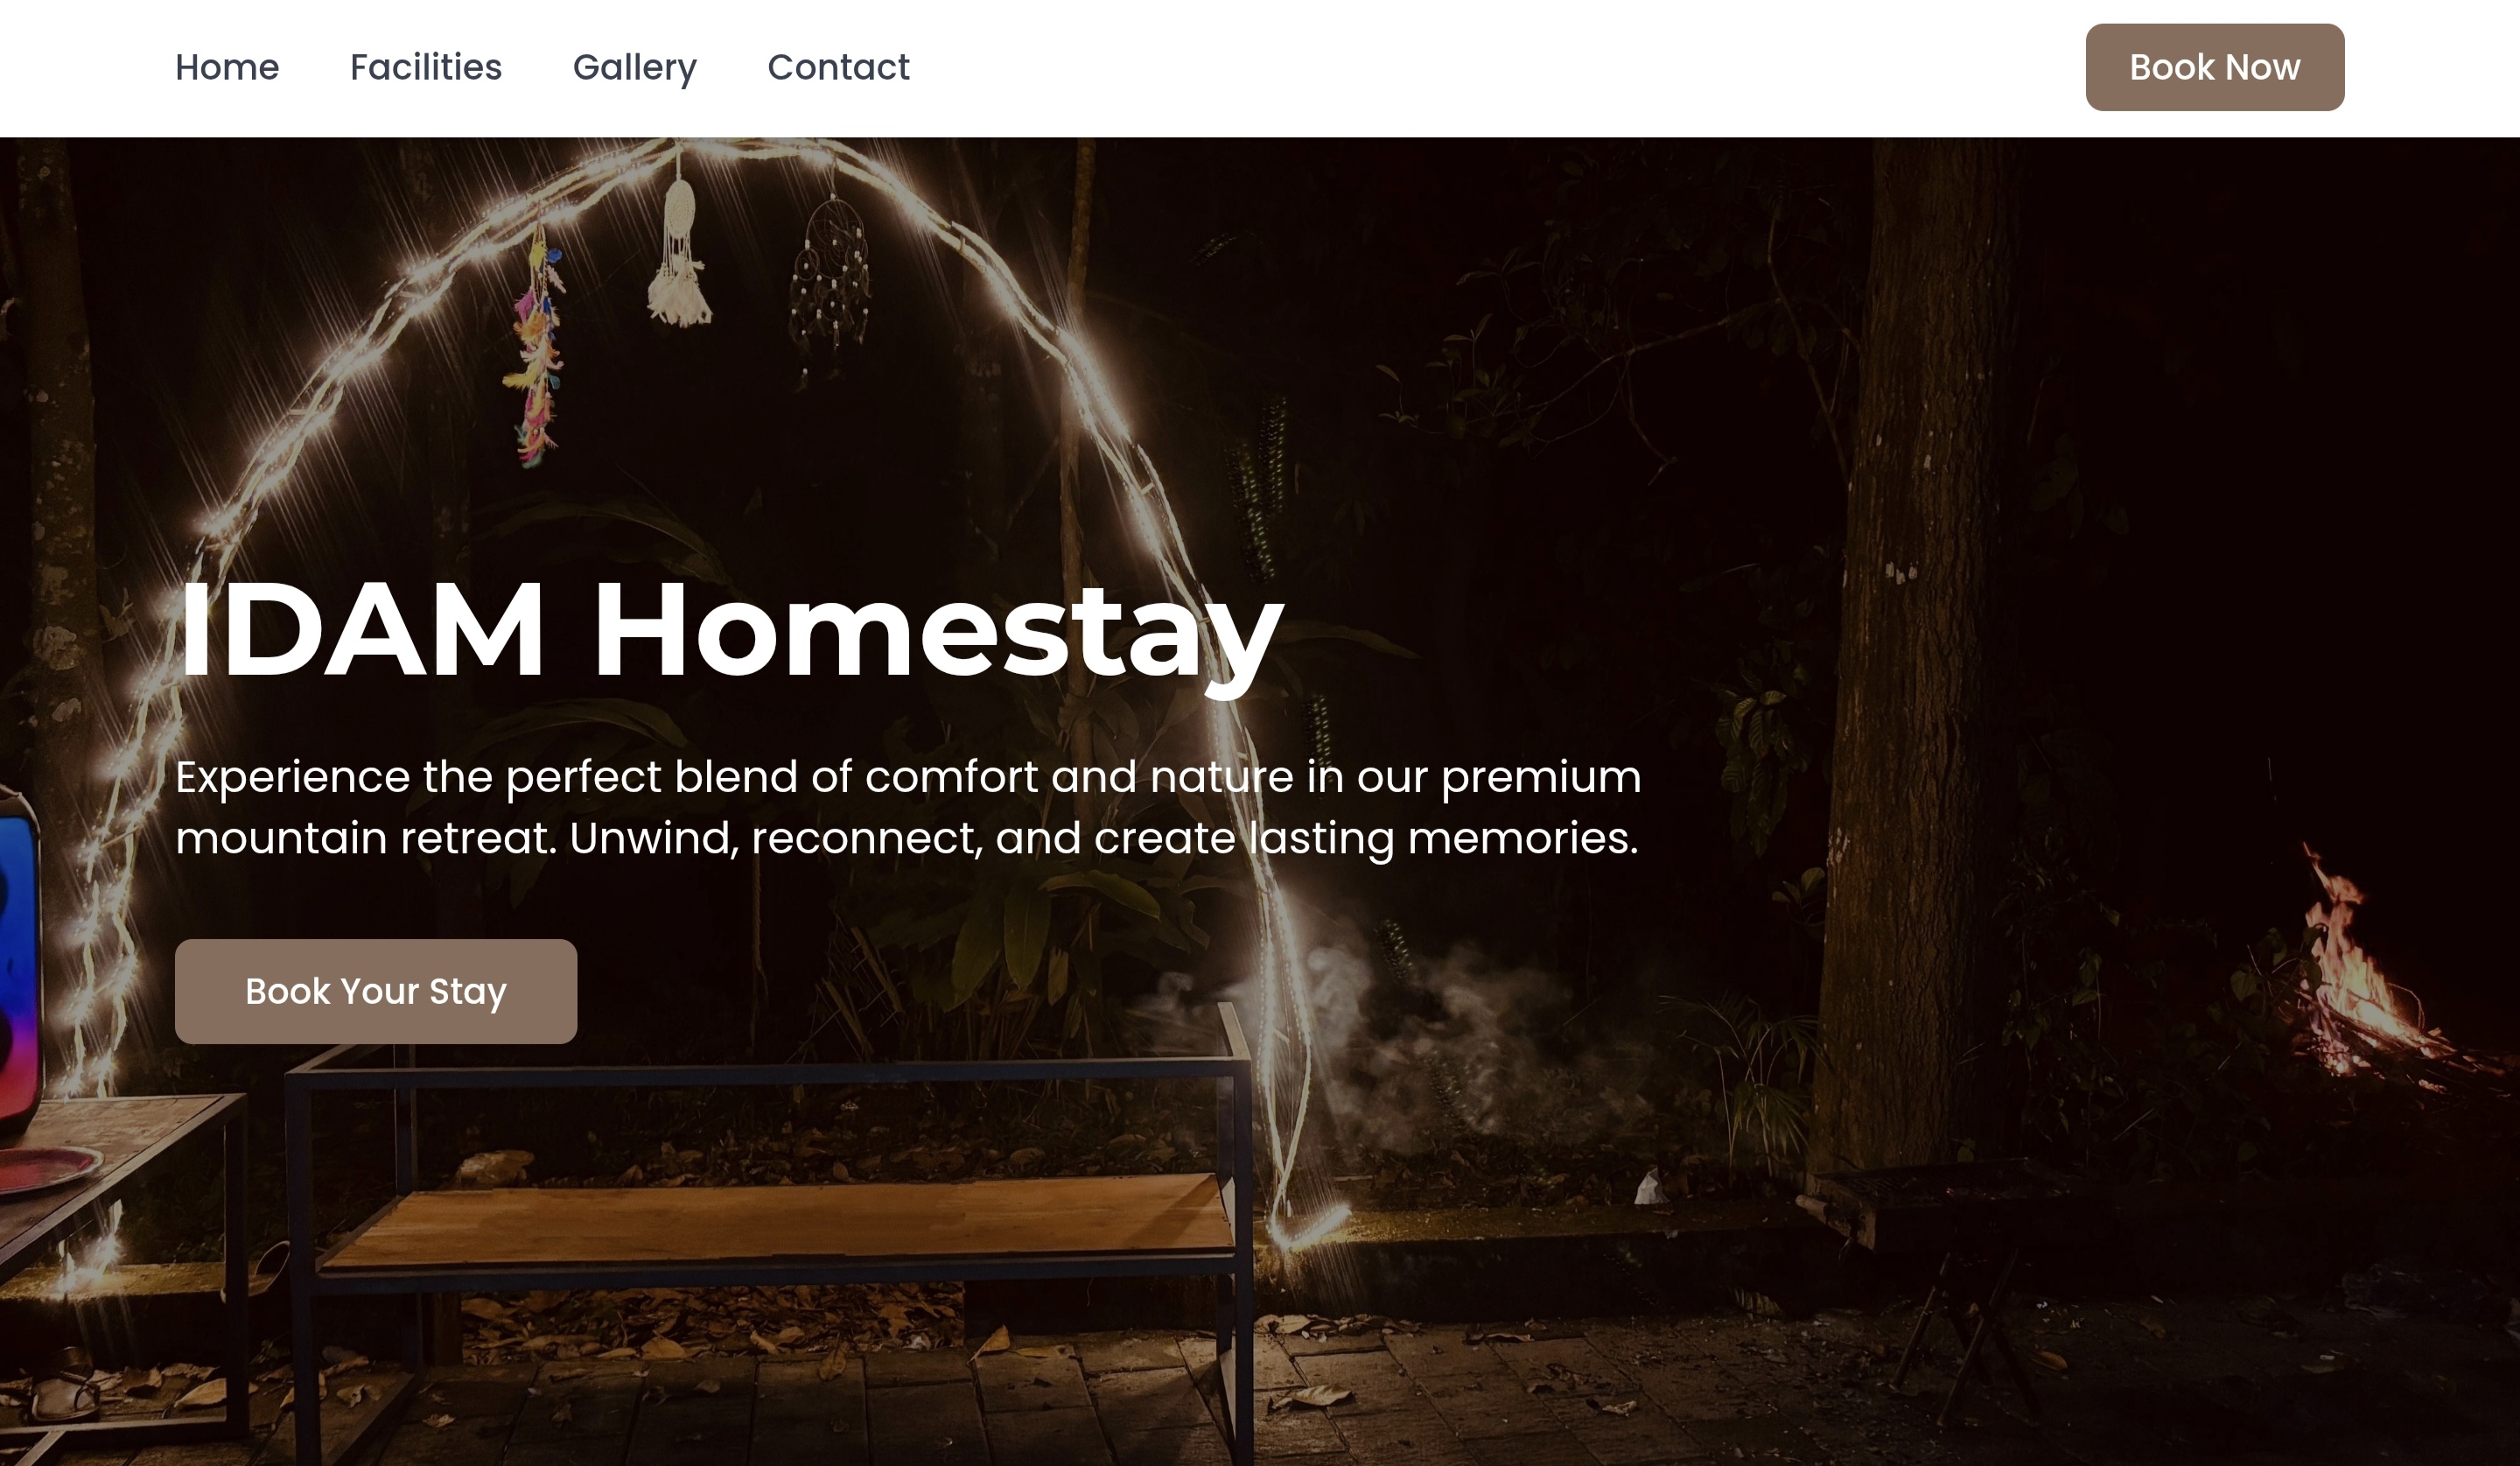 Home Facilities Gallery Contact Book Now
IDAM Homestay
Experience the perfect blend of comfort and nature in our premium
mountain retreat. Unwind, reconnect, and create lasting memories.
Book Your Stay